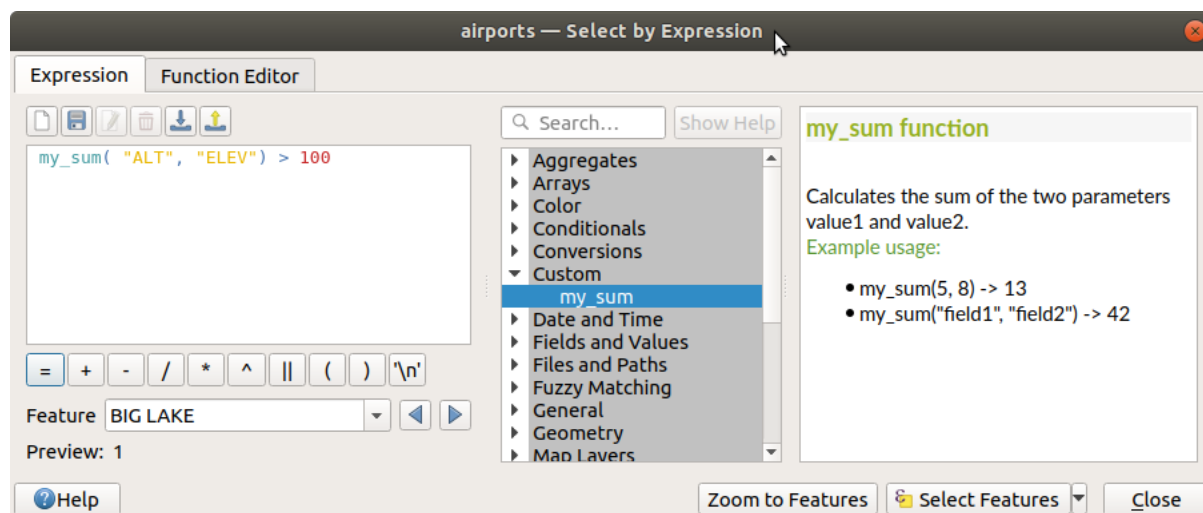 airports — Select by Expression
Expression
Function Editor
my_sum( "ALT", "ELEV") > 100
= + - / * ^ || ( ) '\n'
Feature BIG LAKE
Preview: 1
Search...
Show Help
Aggregates
Arrays
Color
Conditionals
Conversions
Custom
my_sum
Date and Time
Fields and Values
Files and Paths
Fuzzy Matching
General
Geometry
Map Layers
my_sum function
Calculates the sum of the two parameters
value1 and value2.
Example usage:
• my_sum(5, 8) -> 13
• my_sum("field1", "field2") -> 42
Help
Zoom to Features
Select Features
Close